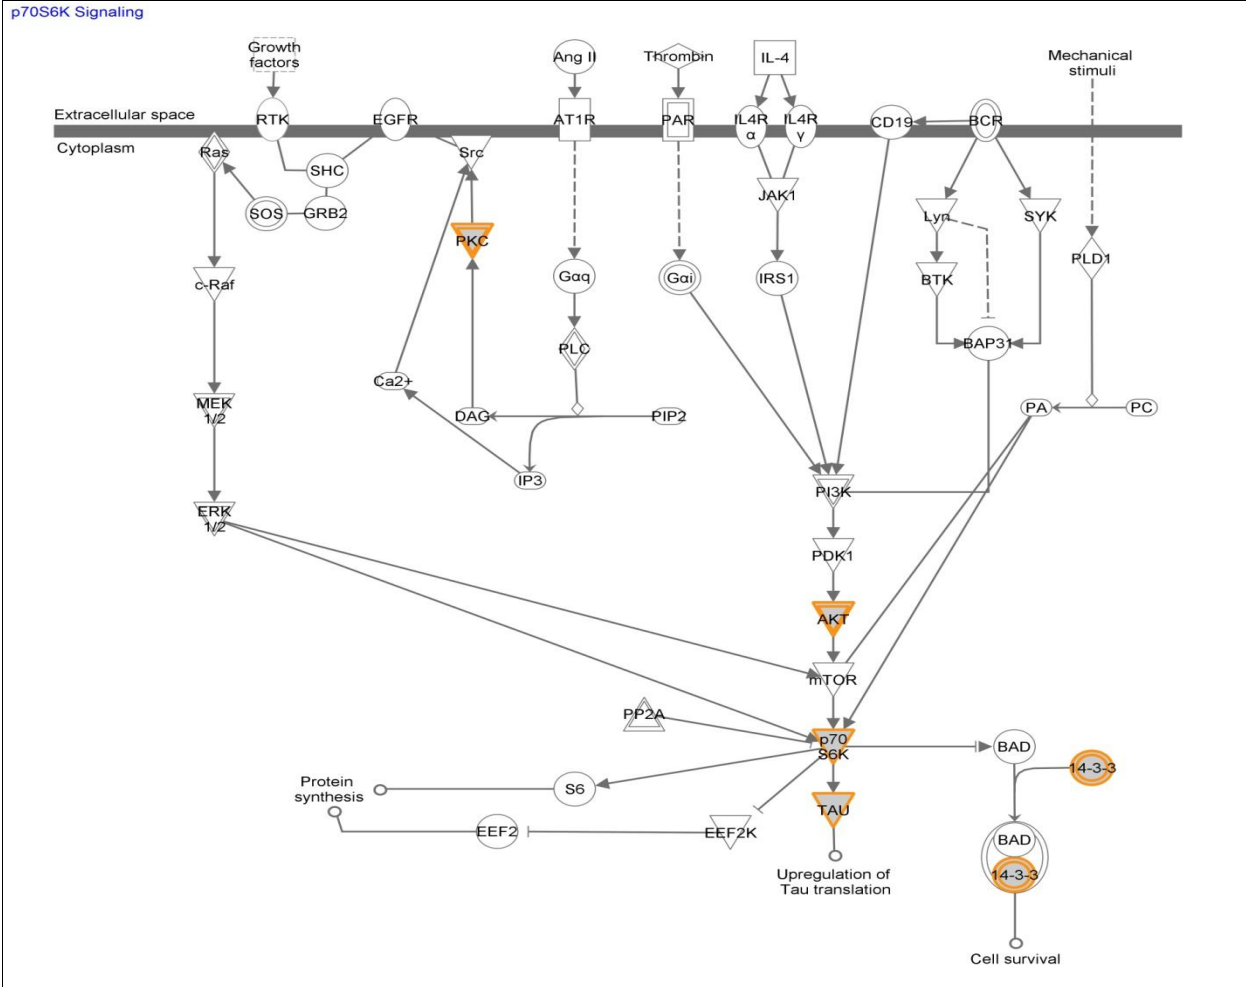 p70S6K Signaling
Growth
factors
Ang II
Thrombin
IL-4
Mechanical
stimuli
Extracellular space
RTK
EGFR
AT1R
PAR
IL4R
α
IL4R
γ
CD19
BCR
Cytoplasm
Ras
Src
SHC
JAK1
SOS
GRB2
Lyn
SYK
PKC
PLD1
c-Raf
Gαq
Gαi
IRS1
BTK
PLC
BAP31
Ca2+
MEK
1/2
DAG
PIP2
PA
PC
IP3
PI3K
ERK
1/2
PDK1
AKT
mTOR
PP2A
p70
S6K
BAD
14-3-3
Protein
synthesis
S6
TAU
EEF2
EEF2K
BAD
14-3-3
Upregulation of
Tau translation
Cell survival